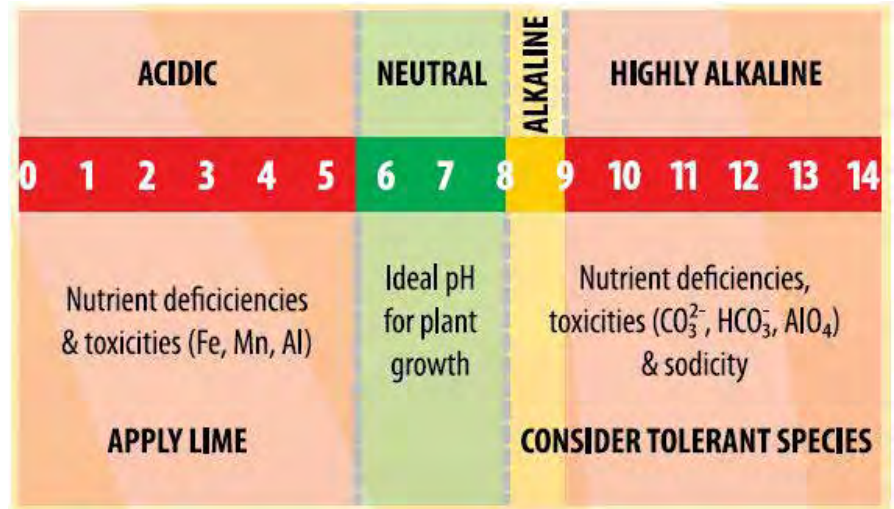 ACIDIC
NEUTRAL
ALKALINE
HIGHLY ALKALINE
0 1 2 3 4 5 6 7 8 9 10 11 12 13 14
Nutrient deficiciencies
& toxicities (Fe, Mn, Al)
APPLY LIME
Ideal pH
for plant
growth
Nutrient deficiencies,
toxicities (CO₃²⁻, HCO₃⁻, AlO₄)
& sodicity
CONSIDER TOLERANT SPECIES